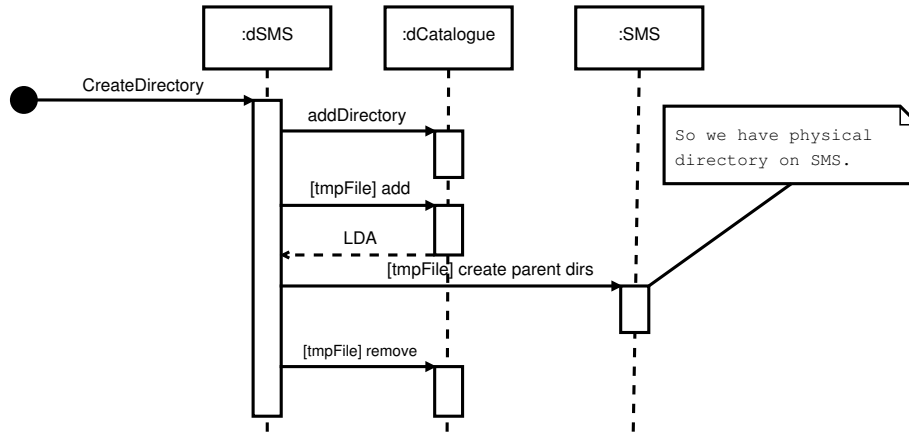 :dSMS
:dCatalogue
:SMS
CreateDirectory
addDirectory
So we have physical
directory on SMS.
[tmpFile] add
LDA
[tmpFile] create parent dirs
[tmpFile] remove